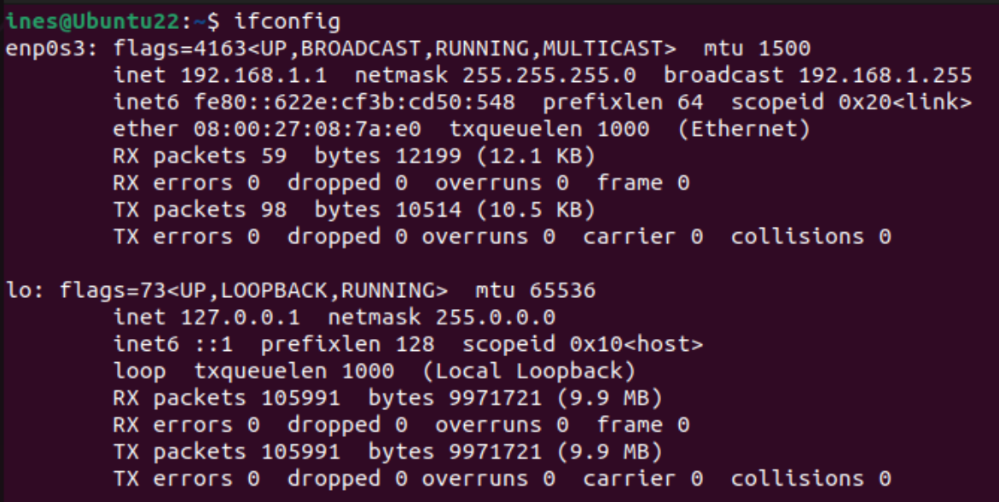 ines@Ubuntu22:~$ ifconfig
enp0s3: flags=4163<UP,BROADCAST,RUNNING,MULTICAST>  mtu 1500
        inet 192.168.1.1  netmask 255.255.255.0  broadcast 192.168.1.255
        inet6 fe80::622e:cf3b:cd50:548  prefixlen 64  scopeid 0x20<link>
        ether 08:00:27:08:7a:e0  txqueuelen 1000  (Ethernet)
        RX packets 59  bytes 12199 (12.1 KB)
        RX errors 0  dropped 0  overruns 0  frame 0
        TX packets 98  bytes 10514 (10.5 KB)
        TX errors 0  dropped 0 overruns 0  carrier 0  collisions 0

lo: flags=73<UP,LOOPBACK,RUNNING>  mtu 65536
        inet 127.0.0.1  netmask 255.0.0.0
        inet6 ::1  prefixlen 128  scopeid 0x10<host>
        loop  txqueuelen 1000  (Local Loopback)
        RX packets 105991  bytes 9971721 (9.9 MB)
        RX errors 0  dropped 0  overruns 0  frame 0
        TX packets 105991  bytes 9971721 (9.9 MB)
        TX errors 0  dropped 0 overruns 0  carrier 0  collisions 0